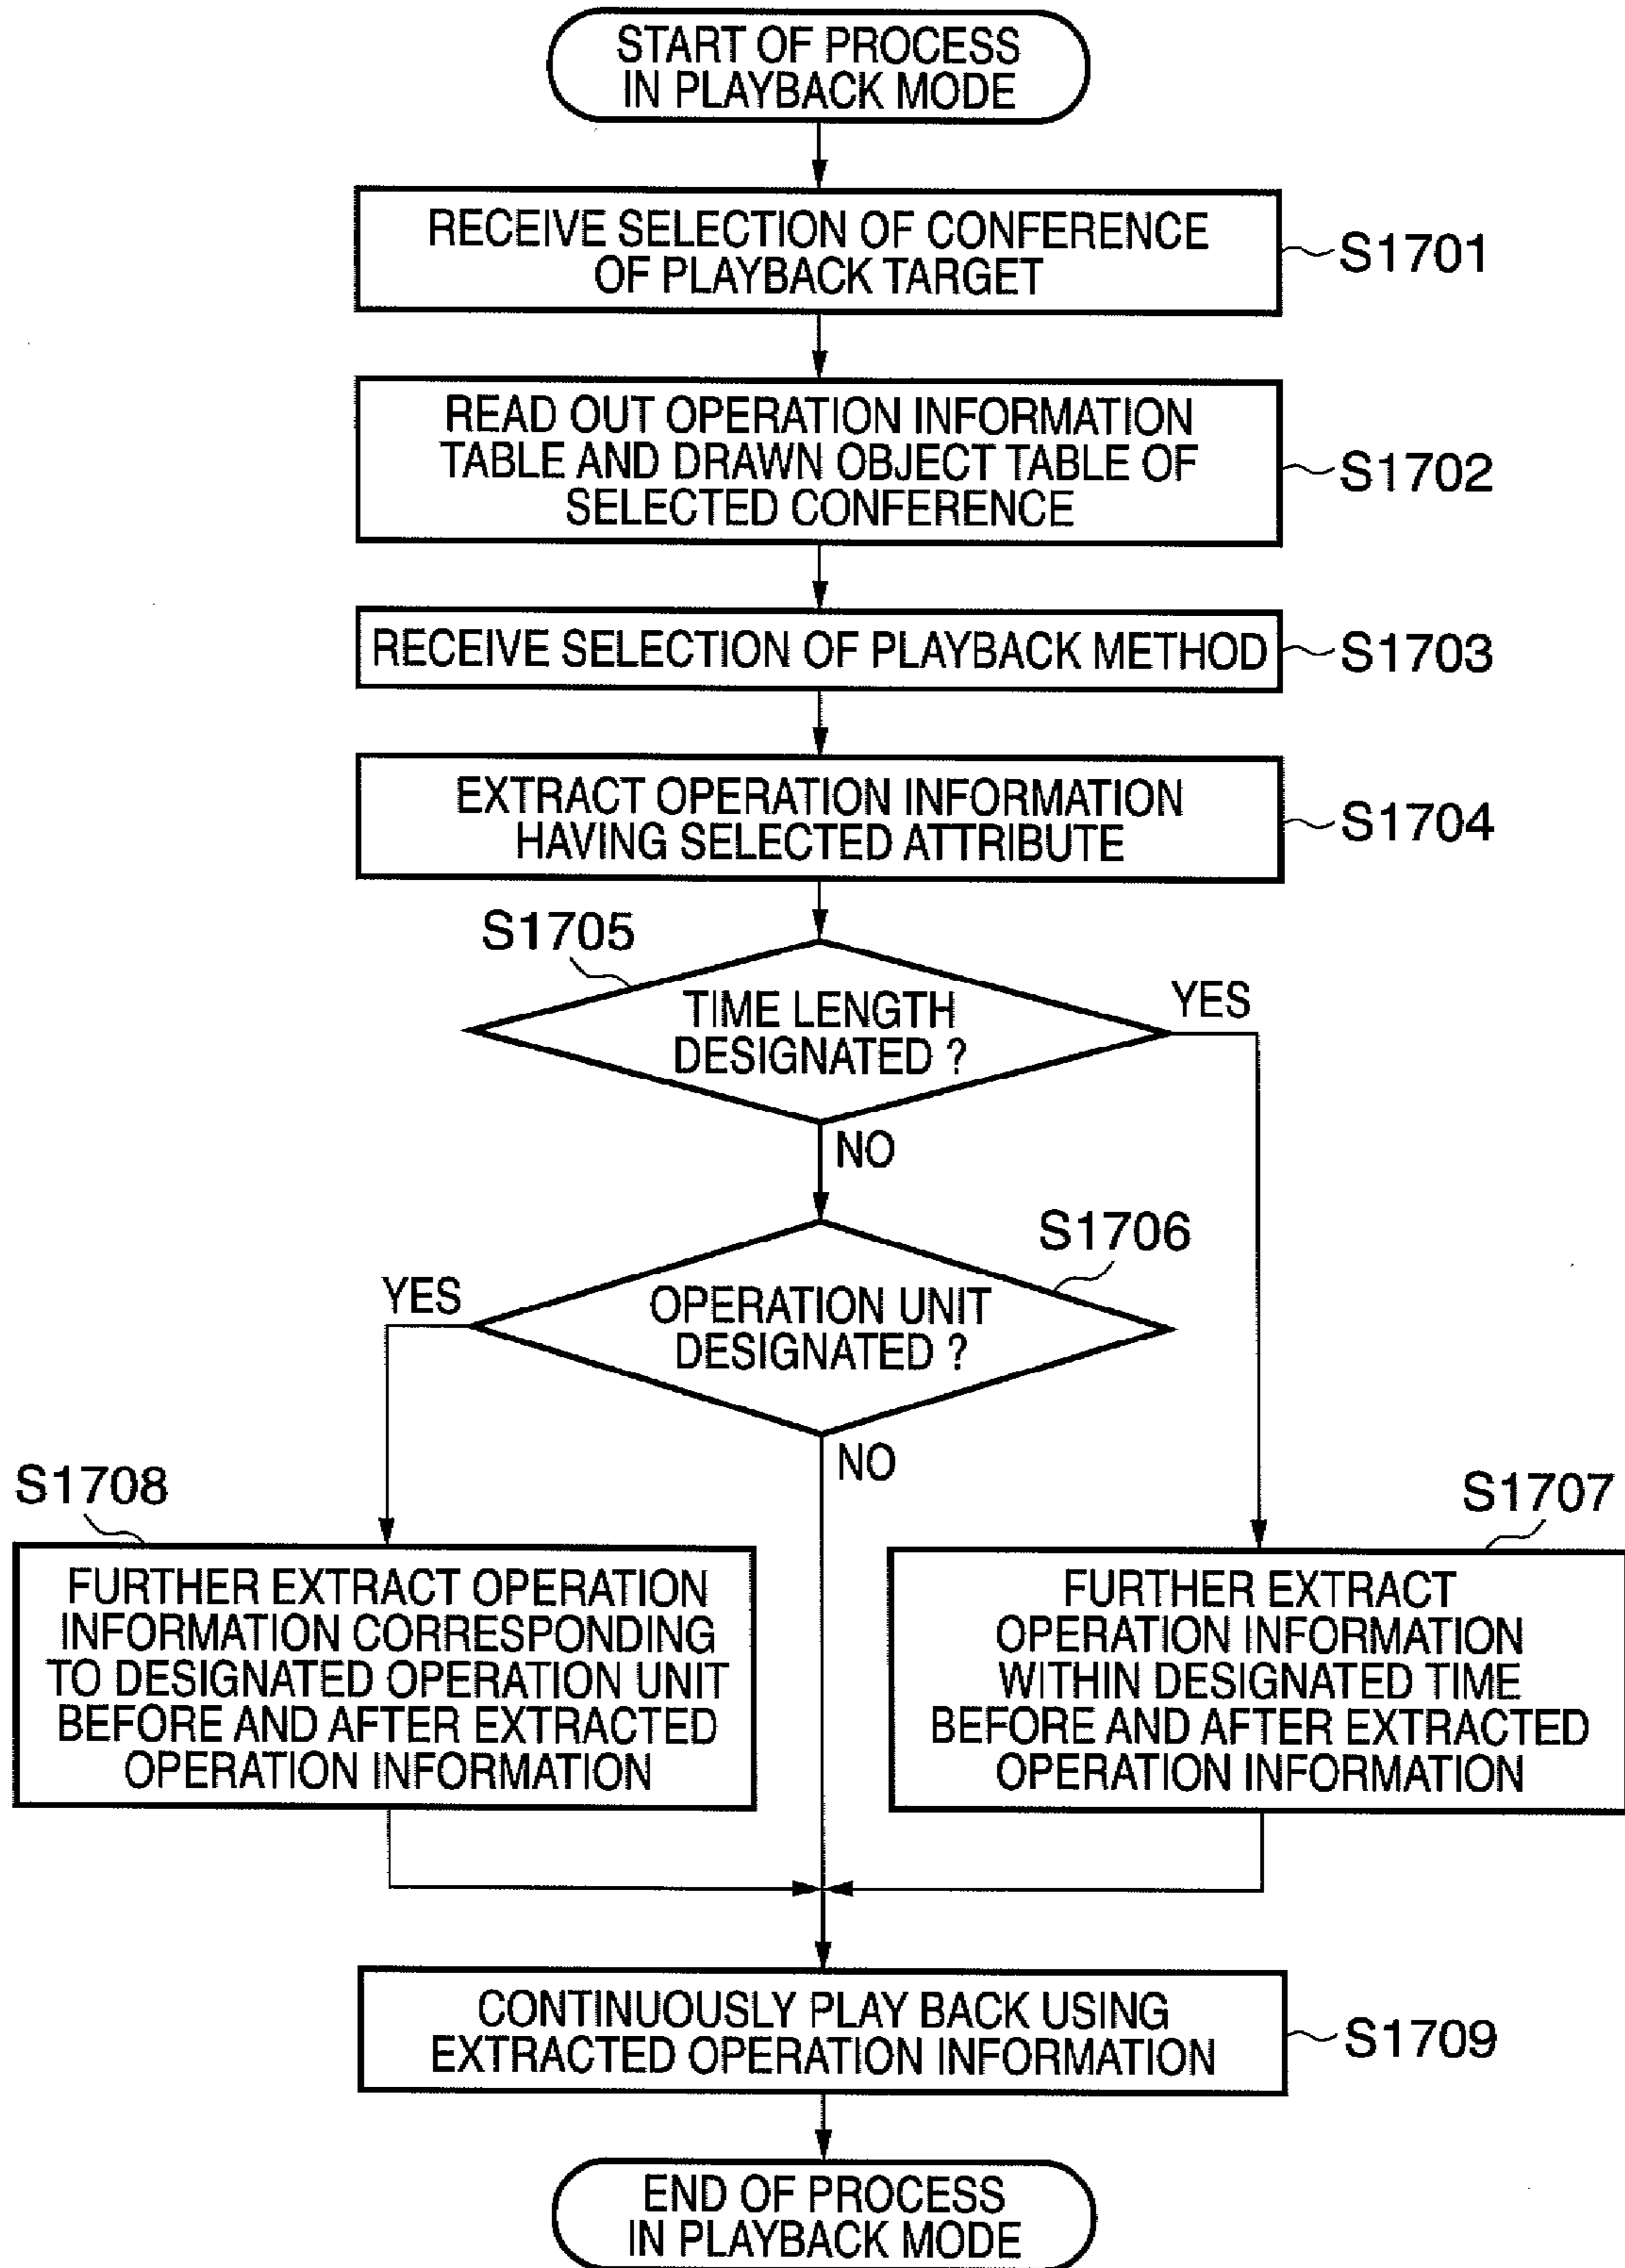 START OF PROCESS
IN PLAYBACK MODE
RECEIVE SELECTION OF CONFERENCE
OF PLAYBACK TARGET
S1701
READ OUT OPERATION INFORMATION
TABLE AND DRAWN OBJECT TABLE OF
SELECTED CONFERENCE
S1702
RECEIVE SELECTION OF PLAYBACK METHOD
S1703
EXTRACT OPERATION INFORMATION
HAVING SELECTED ATTRIBUTE
S1704
S1705
TIME LENGTH
DESIGNATED ?
YES
NO
S1706
OPERATION UNIT
DESIGNATED ?
YES
NO
S1708
FURTHER EXTRACT OPERATION
INFORMATION CORRESPONDING
TO DESIGNATED OPERATION UNIT
BEFORE AND AFTER EXTRACTED
OPERATION INFORMATION
S1707
FURTHER EXTRACT
OPERATION INFORMATION
WITHIN DESIGNATED TIME
BEFORE AND AFTER EXTRACTED
OPERATION INFORMATION
CONTINUOUSLY PLAY BACK USING
EXTRACTED OPERATION INFORMATION
S1709
END OF PROCESS
IN PLAYBACK MODE